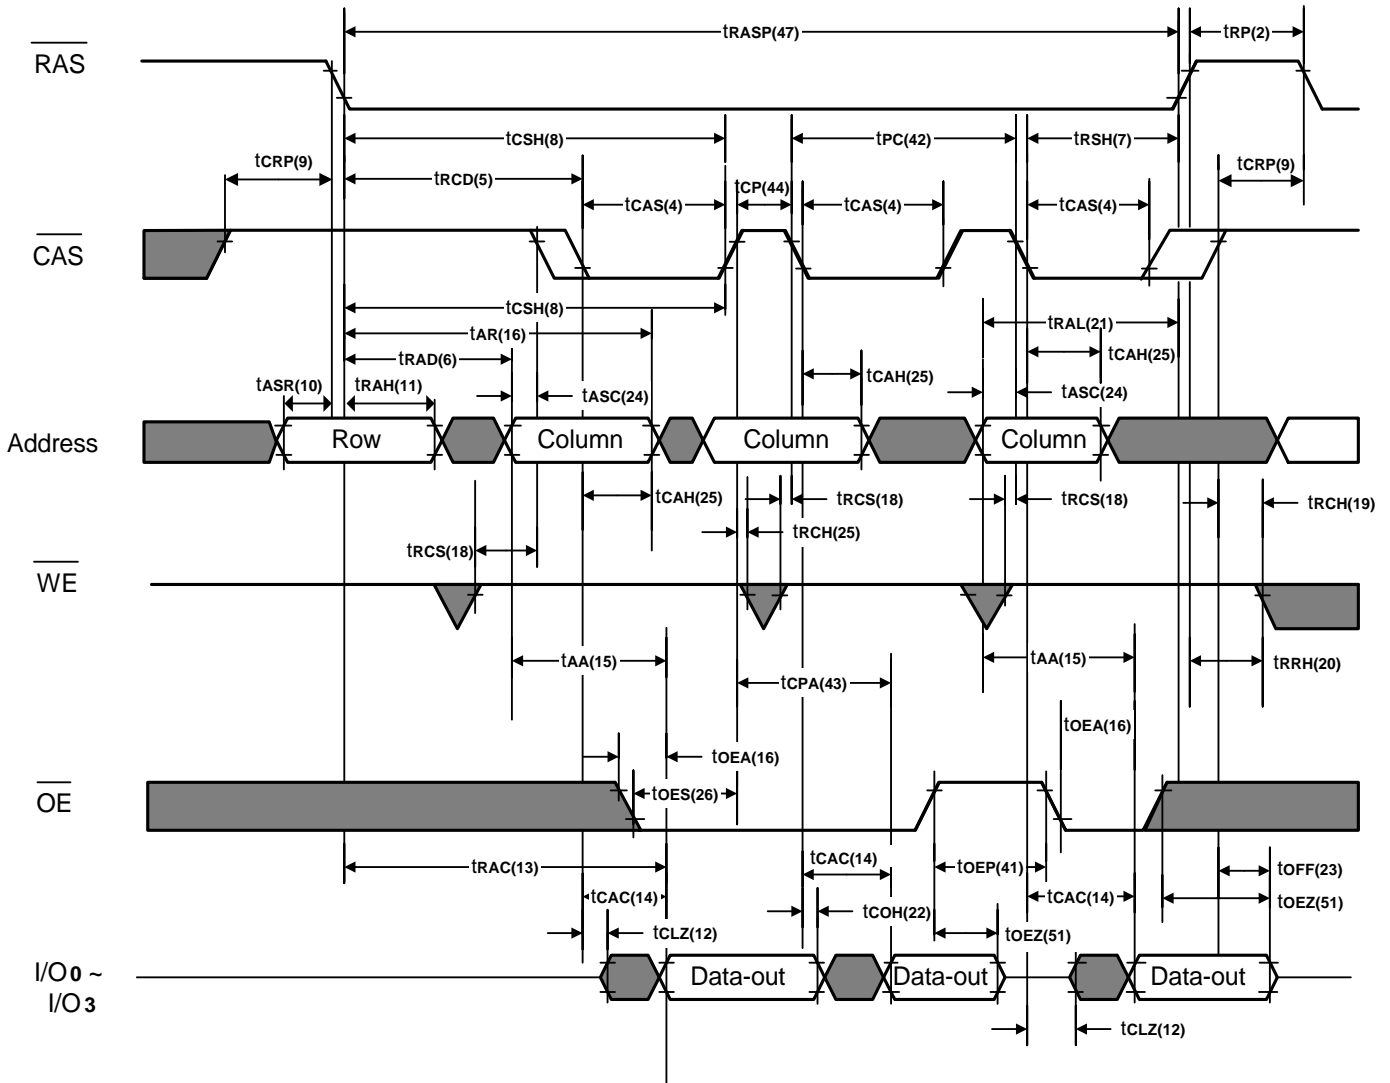 tRASP(47) tRP(2)
RAS
tCSH(8) tPC(42) tRSH(7)
tCRP(9) tRCD(5) tCP(44) tCRP(9)
tCAS(4) tCAS(4) tCAS(4)
CAS
tCSH(8)
tAR(16) tRAL(21)
tRAD(6) tCAH(25) tCAH(25)
tASR(10) tRAH(11) tASC(24) tASC(24)
Address Row Column Column Column
tCAH(25) tRCS(18) tRCS(18) tRCH(19)
tRCH(25)
tRCS(18)
WE
tAA(15) tAA(15) tRRH(20)
tCPA(43)
tOEA(16)
tOEA(16)
OE
tOES(26)
tRAC(13) tCAC(14) tOEP(41) tOFF(23)
tCAC(14) tCOH(22) tCAC(14) tOEZ(51)
tCLZ(12) tOEZ(51)
I/O0 ~ Data-out Data-out Data-out
I/O3
tCLZ(12)